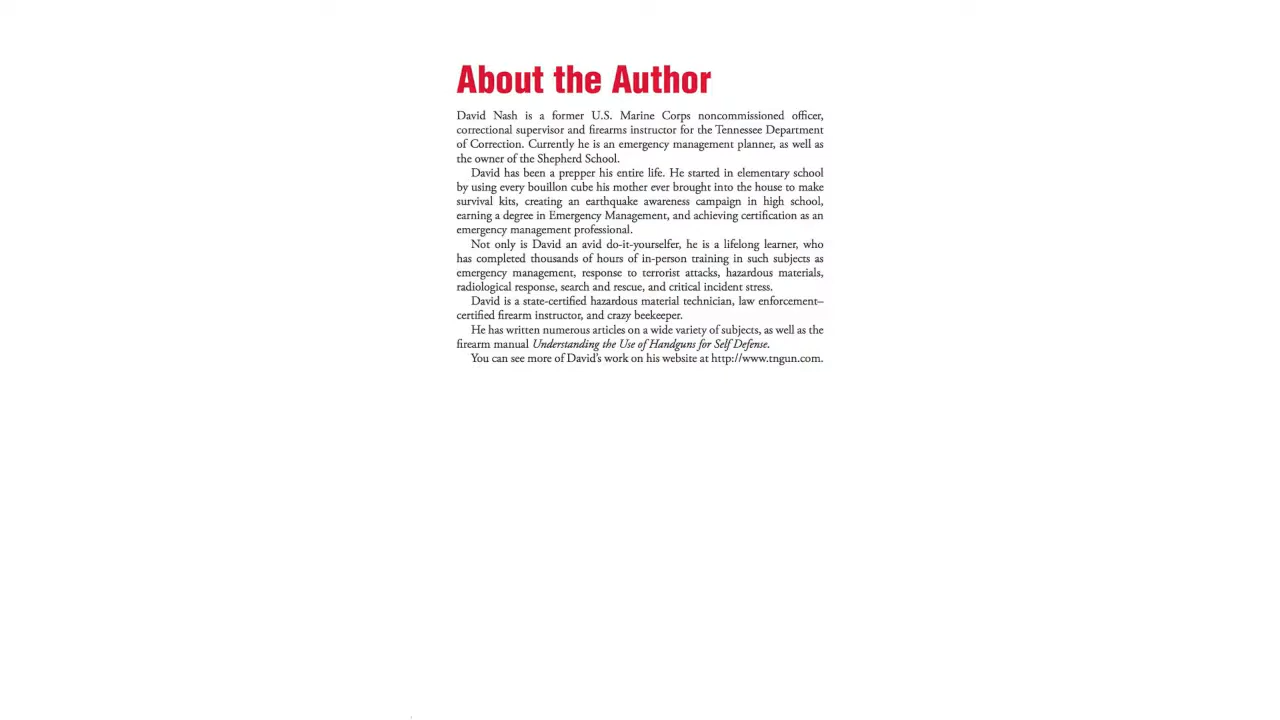 About the Author
David Nash is a former U.S. Marine Corps noncommissioned officer,
correctional supervisor and firearms instructor for the Tennessee Department
of Correction. Currently he is an emergency management planner, as well as
the owner of the Shepherd School.
David has been a prepper his entire life. He started in elementary school
by using every bouillon cube his mother ever brought into the house to make
survival kits, creating an earthquake awareness campaign in high school,
earning a degree in Emergency Management, and achieving certification as an
emergency management professional.
Not only is David an avid do-it-yourselfer, he is a lifelong learner, who
has completed thousands of hours of in-person training in such subjects as
emergency management, response to terrorist attacks, hazardous materials,
radiological response, search and rescue, and critical incident stress.
David is a state-certified hazardous material technician, law enforcement–
certified firearm instructor, and crazy beekeeper.
He has written numerous articles on a wide variety of subjects, as well as the
firearm manual Understanding the Use of Handguns for Self Defense.
You can see more of David's work on his website at http://www.tngun.com.